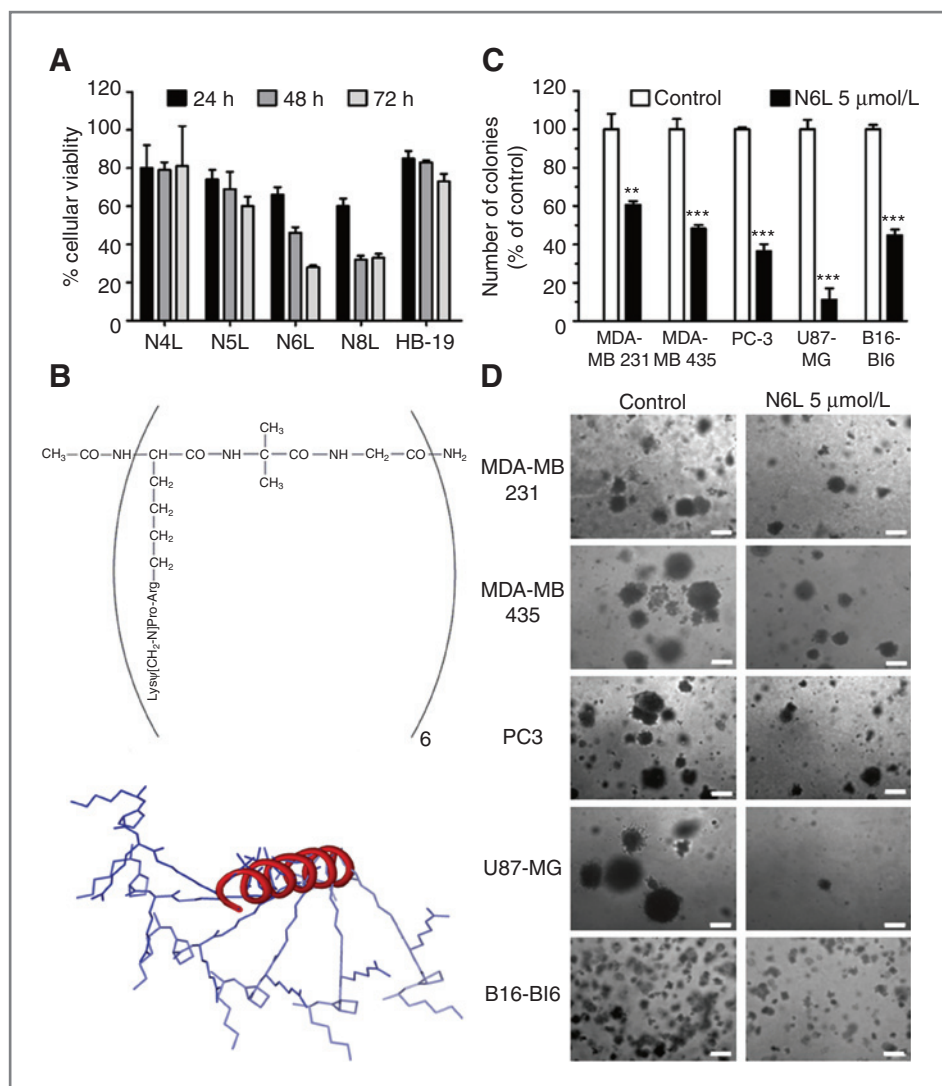 A
120
100
80
60
40
20
0
% cellular viablity
24 h 48 h 72 h
N4L N5L N6L N8L HB-19
B
CH₃—CO—NH—CH—CO—NH—C—CO—NH—CH₂—CO—NH₂
CH₃
CH₃
CH₂
CH₂
CH₂
CH₂
Lysψ[CH₂-N]Pro-Arg
6
C
120
100
80
60
40
20
0
Number of colonies
(% of control)
Control N6L 5 μmol/L
**
***
***
***
***
MDA-
MB 231
MDA-
MB 435
PC-3
U87-
MG
B16-
BI6
D
Control N6L 5 μmol/L
MDA-MB
231
MDA-MB
435
PC3
U87-MG
B16-BI6